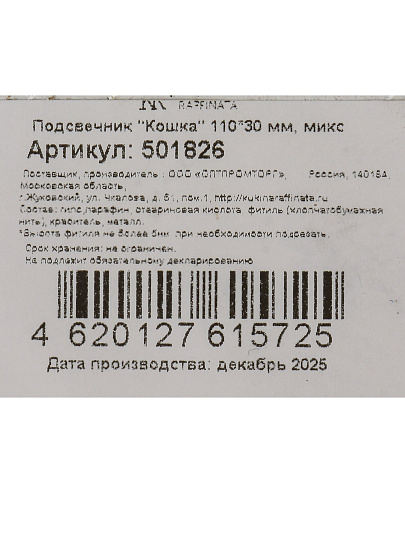 RAFFINATA
Подсвечник "Кошка" 110*30 мм, микс
Артикул: 501826
Поставщик, производитель : ООО «ОПТПРОМТОРГ», Россия, 140184,
Московская область,
г.Жуковский, ул. Чкалова, д. 51, пом.1, http://kukinaraffinata.ru
Состав: гипс,парафин, стеариновая кислота, фитиль (хлопчатобумажная
нить), краситель, металл.
*Высота фитиля не более 5мм, при необходимости подрезать.
Срок хранения: не ограничен.
Не подлежит обязательному декларированию
4 620127 615725
Дата производства: декабрь 2025